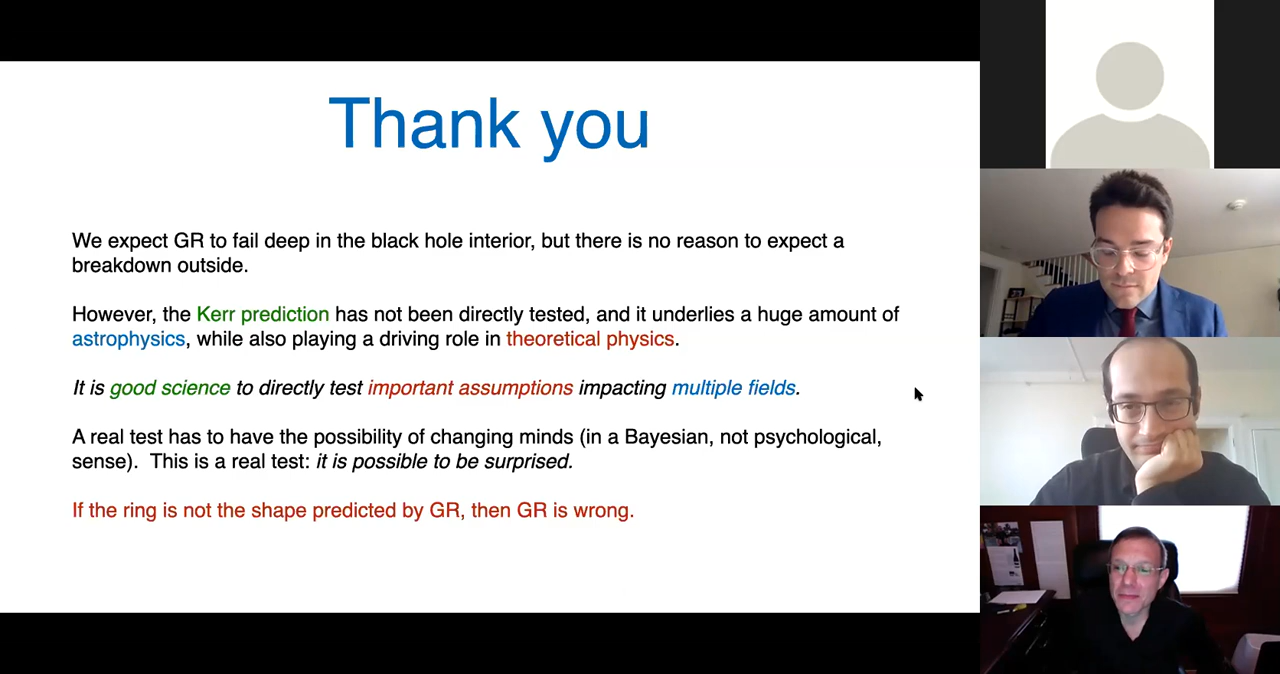 Thank you
We expect GR to fail deep in the black hole interior, but there is no reason to expect a
breakdown outside.
However, the Kerr prediction has not been directly tested, and it underlies a huge amount of
astrophysics, while also playing a driving role in theoretical physics.
It is good science to directly test important assumptions impacting multiple fields.
A real test has to have the possibility of changing minds (in a Bayesian, not psychological,
sense).  This is a real test: it is possible to be surprised.
If the ring is not the shape predicted by GR, then GR is wrong.